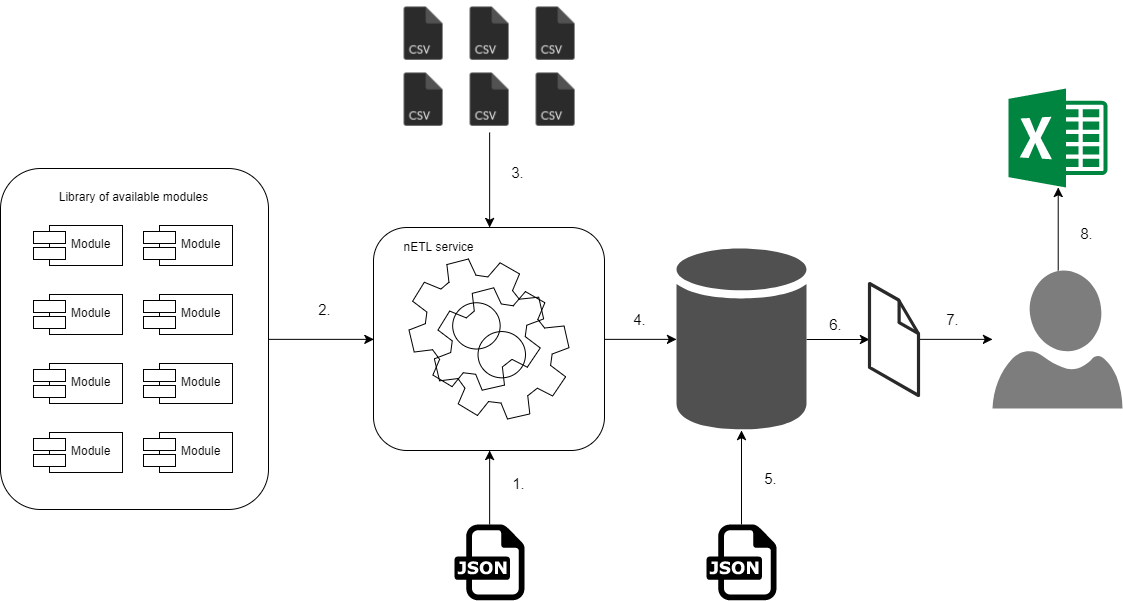 CSV CSV CSV
CSV CSV CSV
3.
X
8.
Library of available modules
Module Module
Module Module
Module Module
Module Module
2.
nETL service
4.
6.
7.
1.
JSON
5.
JSON